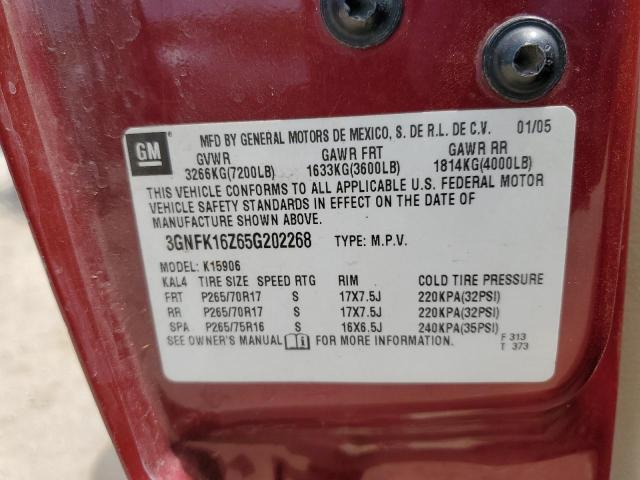 GM
MFD BY GENERAL MOTORS DE MEXICO, S. DE R.L. DE C.V. 01/05
GVWR GAWR FRT GAWR RR
3266KG(7200LB) 1633KG(3600LB) 1814KG(4000LB)
THIS VEHICLE CONFORMS TO ALL APPLICABLE U.S. FEDERAL MOTOR
VEHICLE SAFETY STANDARDS IN EFFECT ON THE DATE OF
MANUFACTURE SHOWN ABOVE.
3GNFK16Z65G202268 TYPE: M.P.V.
MODEL: K15906
KAL4 TIRE SIZE SPEED RTG RIM COLD TIRE PRESSURE
FRT P265/70R17 S 17X7.5J 220KPA(32PSI)
RR P265/70R17 S 17X7.5J 220KPA(32PSI)
SPA P265/75R16 S 16X6.5J 240KPA(35PSI)
SEE OWNER'S MANUAL FOR MORE INFORMATION. F 313
T 373